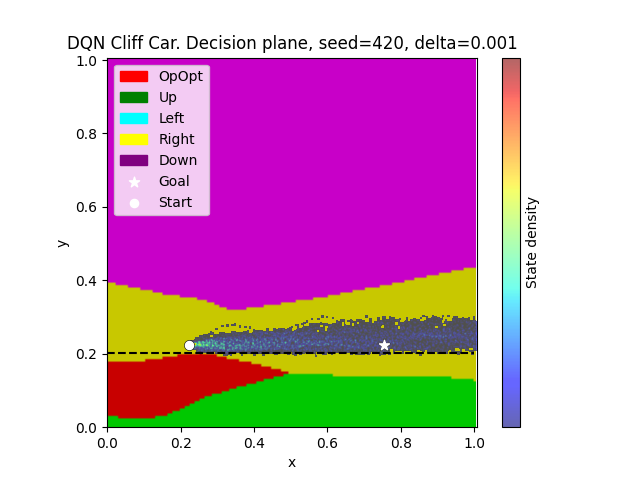 DQN Cliff Car. Decision plane, seed=420, delta=0.001
OpOpt
Up
Left
Right
Down
Goal
Start
1.0
0.8
0.6
0.4
0.2
0.0
y
0.0 0.2 0.4 0.6 0.8 1.0
x
State density